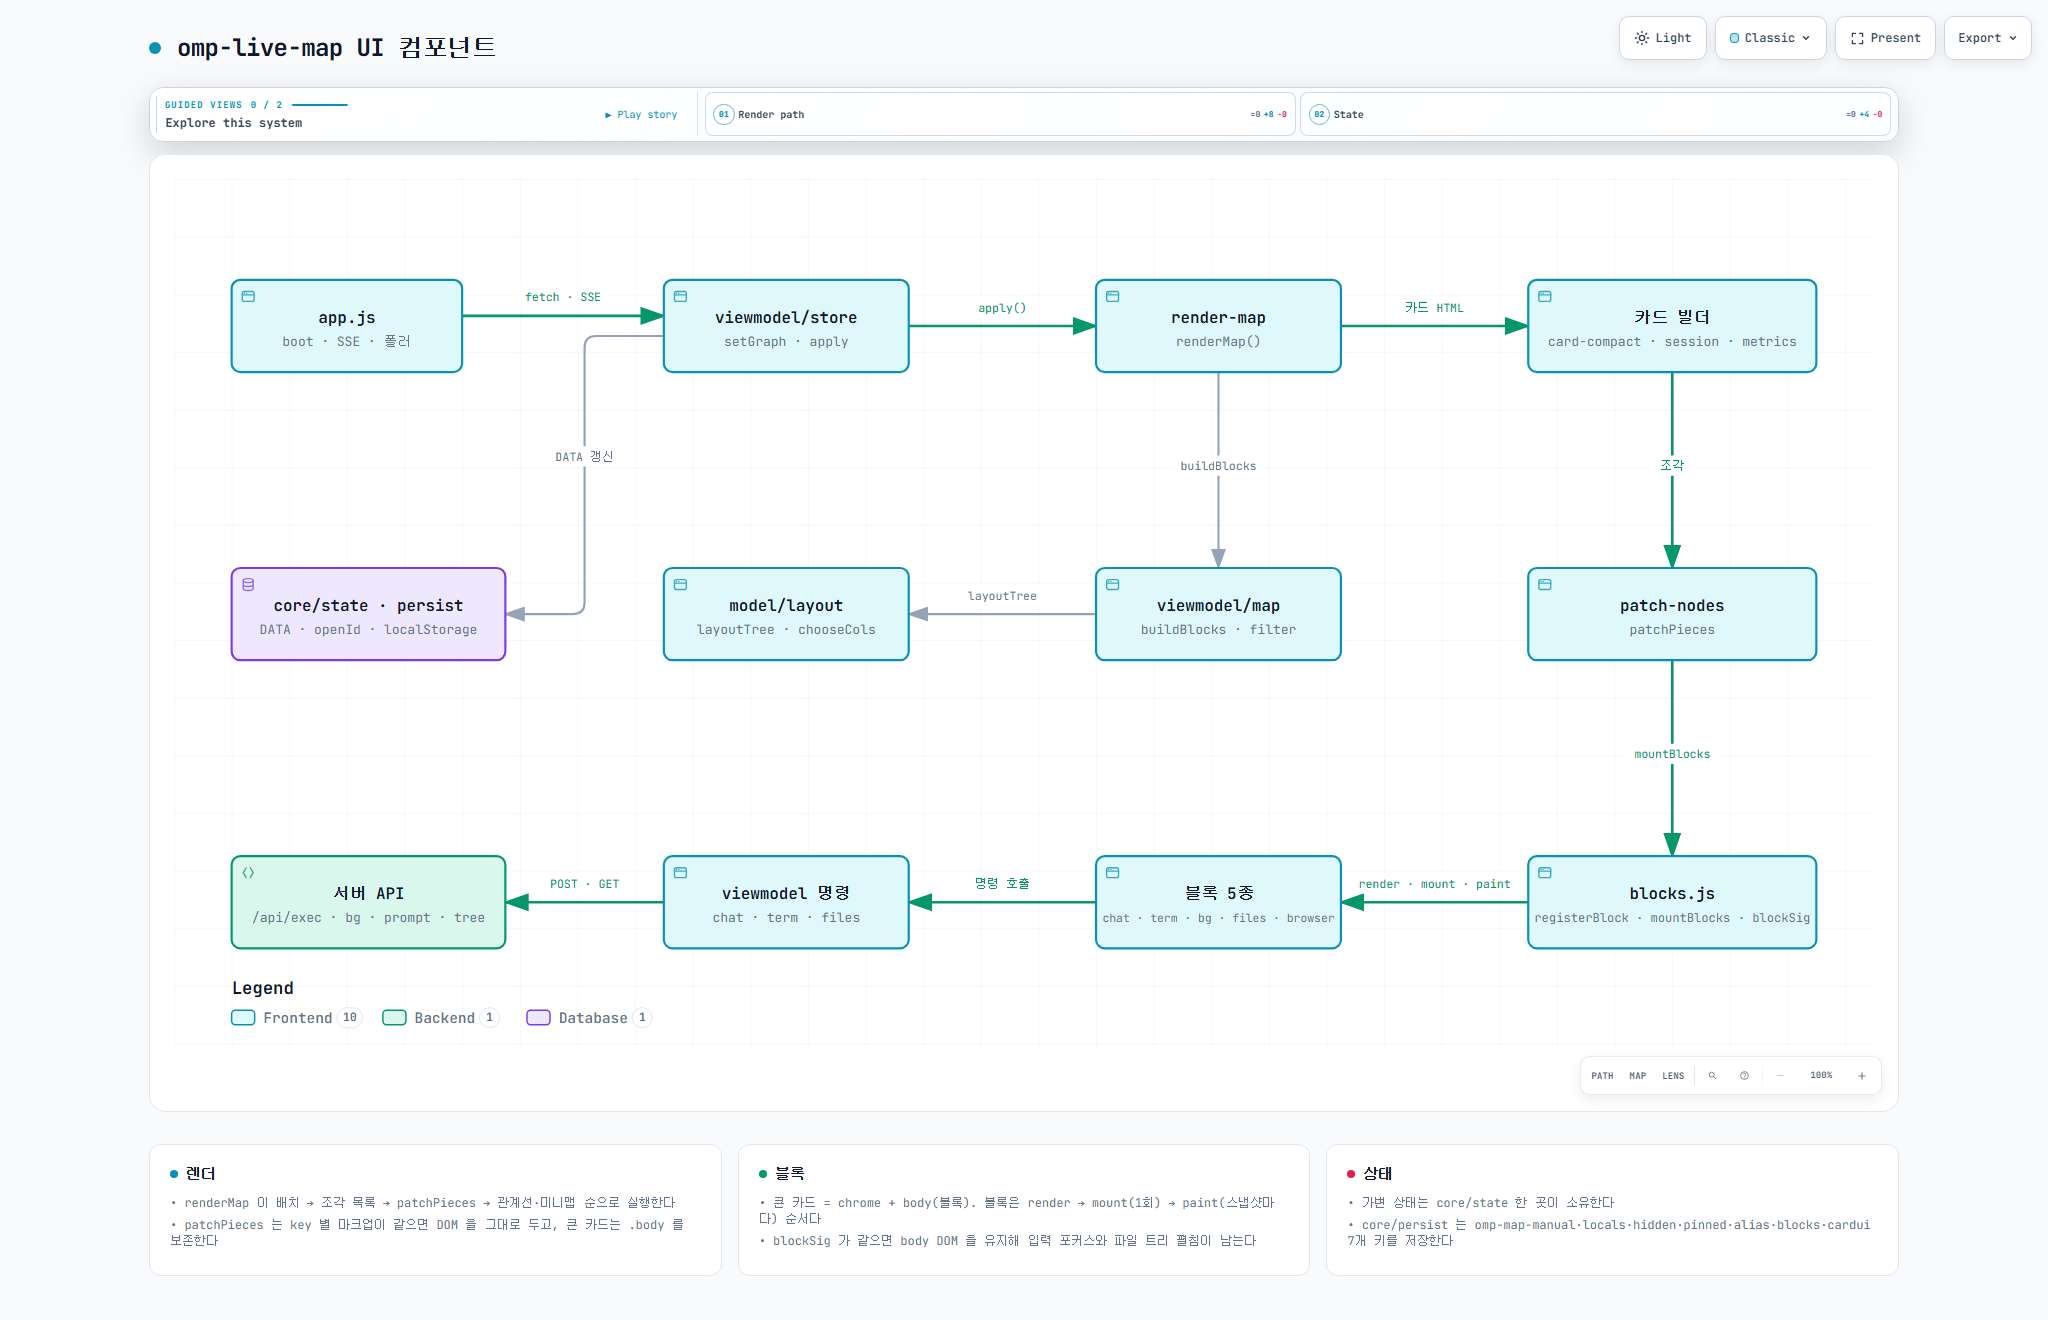 omp-live-map UI 컴포넌트
Light
Classic
Present
Export
GUIDED VIEWS 0 / 2
Explore this system
▶ Play story
01 Render path
=0 +8 -0
02 State
=0 +4 -0
app.js
boot · SSE · 폴러
fetch · SSE
viewmodel/store
setGraph · apply
apply()
render-map
renderMap()
카드 HTML
카드 빌더
card-compact · session · metrics
DATA 갱신
buildBlocks
조각
core/state · persist
DATA · openId · localStorage
model/layout
layoutTree · chooseCols
layoutTree
viewmodel/map
buildBlocks · filter
patch-nodes
patchPieces
mountBlocks
서버 API
/api/exec · bg · prompt · tree
POST · GET
viewmodel 명령
chat · term · files
명령 호출
블록 5종
chat · term · bg · files · browser
render · mount · paint
blocks.js
registerBlock · mountBlocks · blockSig
Legend
Frontend 10
Backend 1
Database 1
PATH
MAP
LENS
−
100%
+
렌더
• renderMap 이 배치 → 조각 목록 → patchPieces → 관계선·미니맵 순으로 실행한다
• patchPieces 는 key 별 마크업이 같으면 DOM 을 그대로 두고, 큰 카드는 .body 를
보존한다
블록
• 큰 카드 = chrome + body(블록). 블록은 render → mount(1회) → paint(스냅샷마
다) 순서다
• blockSig 가 같으면 body DOM 을 유지해 입력 포커스와 파일 트리 펼침이 남는다
상태
• 가변 상태는 core/state 한 곳이 소유한다
• core/persist 는 omp-map-manual·locals·hidden·pinned·alias·blocks·cardui
7개 키를 저장한다